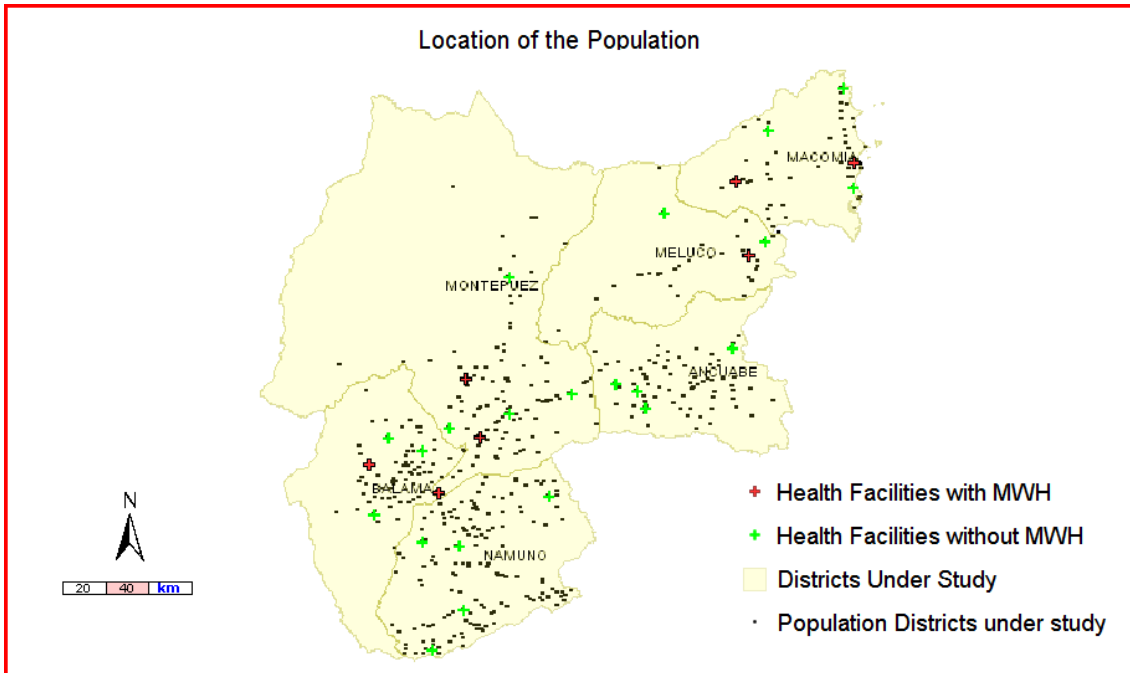 Location of the Population
MACOMIA
MELUCO
MONTEPUEZ
ANCUABE
BALAMA
NAMUNO
N
20 40 km
Health Facilities with MWH
Health Facilities without MWH
Districts Under Study
Population Districts under study